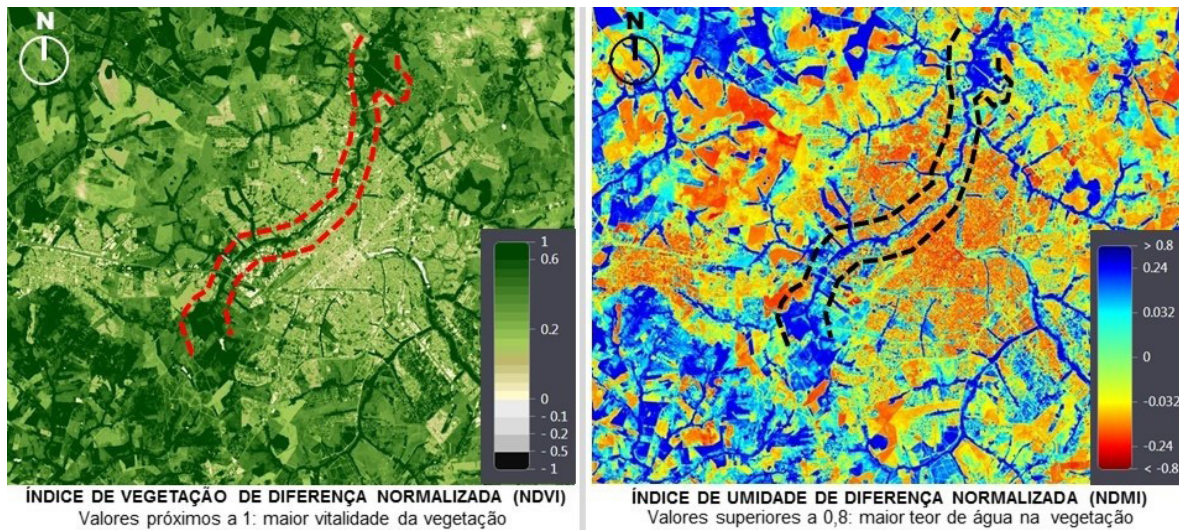 N
1
0.6
0.2
0
- 0.1
- 0.2
- 0.5
- 1
ÍNDICE DE VEGETAÇÃO DE DIFERENÇA NORMALIZADA (NDVI)
Valores próximos a 1: maior vitalidade da vegetação
N
> 0.8
0.24
0.032
0
-0.032
-0.24
< -0.8
ÍNDICE DE UMIDADE DE DIFERENÇA NORMALIZADA (NDMI)
Valores superiores a 0,8: maior teor de água na vegetação